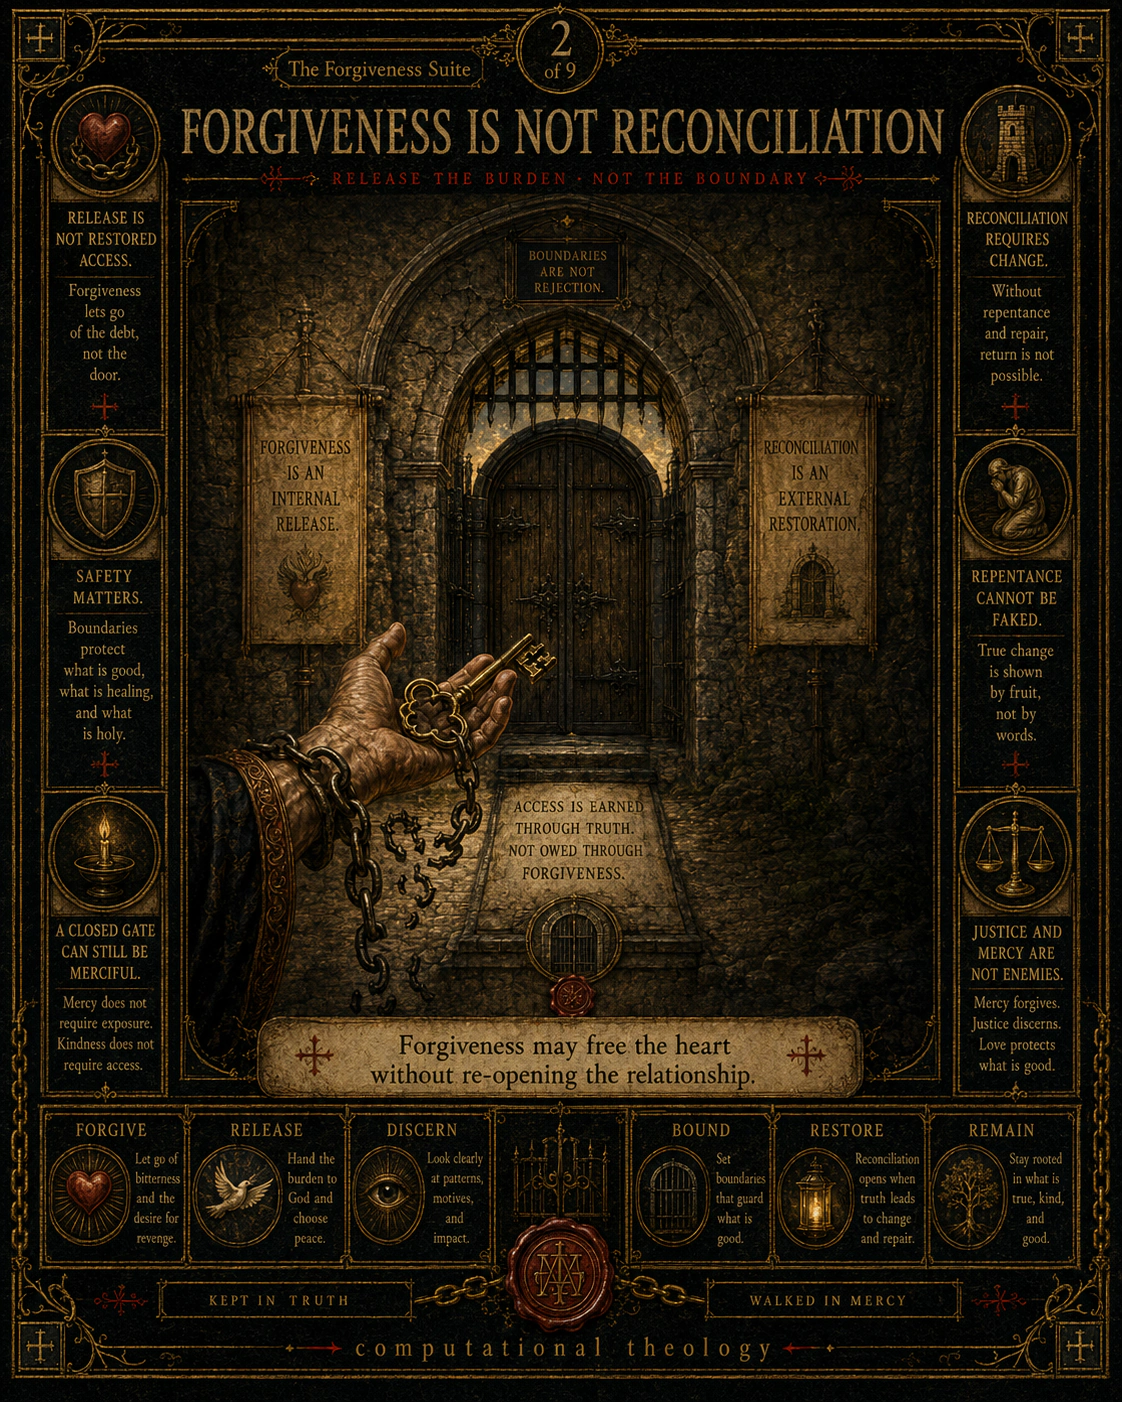 2
of 9
The Forgiveness Suite
FORGIVENESS IS NOT RECONCILIATION
RELEASE THE BURDEN · NOT THE BOUNDARY
RELEASE IS
NOT RESTORED
ACCESS.
Forgiveness
lets go
of the debt,
not the
door.
SAFETY
MATTERS.
Boundaries
protect
what is good,
what is healing,
and what
is holy.
A CLOSED GATE
CAN STILL BE
MERCIFUL.
Mercy does not
require exposure.
Kindness does not
require access.
BOUNDARIES
ARE NOT
REJECTION.
FORGIVENESS
IS AN
INTERNAL
RELEASE.
RECONCILIATION
IS AN
EXTERNAL
RESTORATION.
ACCESS IS EARNED
THROUGH TRUTH.
NOT OWED THROUGH
FORGIVENESS.
Forgiveness may free the heart
without re-opening the relationship.
RECONCILIATION
REQUIRES
CHANGE.
Without
repentance
and repair,
return is not
possible.
REPENTANCE
CANNOT BE
FAKED.
True change
is shown
by fruit,
not by
words.
JUSTICE AND
MERCY ARE
NOT ENEMIES.
Mercy forgives.
Justice discerns.
Love protects
what is good.
FORGIVE
Let go of
bitterness
and the
desire for
revenge.
RELEASE
Hand the
burden to
God and
choose
peace.
DISCERN
Look clearly
at patterns,
motives,
and
impact.
BOUND
Set
boundaries
that guard
what is
good.
RESTORE
Reconciliation
opens when
truth leads
to change
and repair.
REMAIN
Stay rooted
in what is
true, kind,
and
good.
KEPT IN TRUTH
WALKED IN MERCY
computational theology